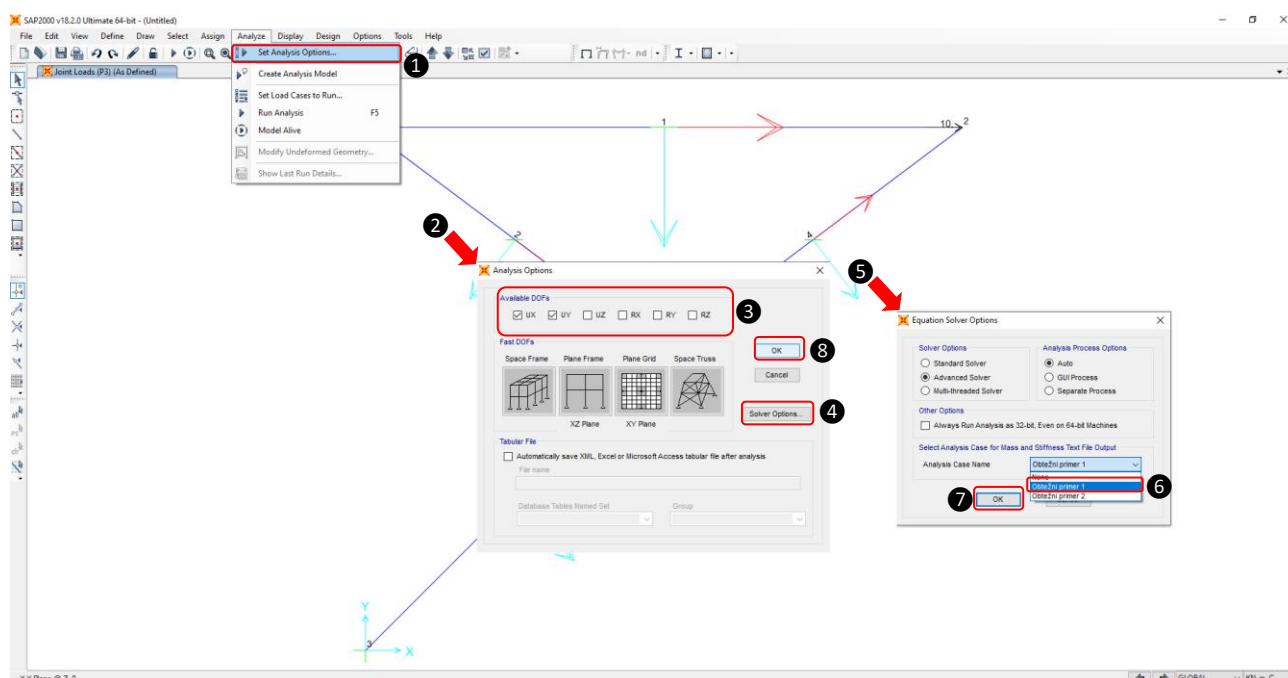 SAP2000 v18.2.0 Ultimate 64-bit - (Untitled)
File Edit View Define Draw Select Assign Analyze Display Design Options Tools Help
Set Analysis Options...
1
nd
Joint Loads (P3) (As Defined)
Create Analysis Model
Set Load Cases to Run...
Run Analysis F5
Model Alive
Modify Undeformed Geometry...
Show Last Run Details...
1
10.
2
2
2
4
Analysis Options
Available DOFs
UX UY UZ RX RY RZ
3
Fast DOFs
Space Frame Plane Frame Plane Grid Space Truss
XZ Plane XY Plane
OK
8
Cancel
Solver Options...
4
Tabular File
Automatically save XML, Excel or Microsoft Access tabular file after analysis
File name
Database Tables Named Set Group
5
Equation Solver Options
Solver Options
Standard Solver
Advanced Solver
Multi-threaded Solver
Analysis Process Options
Auto
GUI Process
Separate Process
Other Options
Always Run Analysis as 32-bit, Even on 64-bit Machines
Select Analysis Case for Mass and Stiffness Text File Output
Analysis Case Name Obtežni primer 1
None
Obtežni primer 1
6
Obtežni primer 2
7
OK
Y
3
X
X-Y Plane @ Z=0
GLOBAL